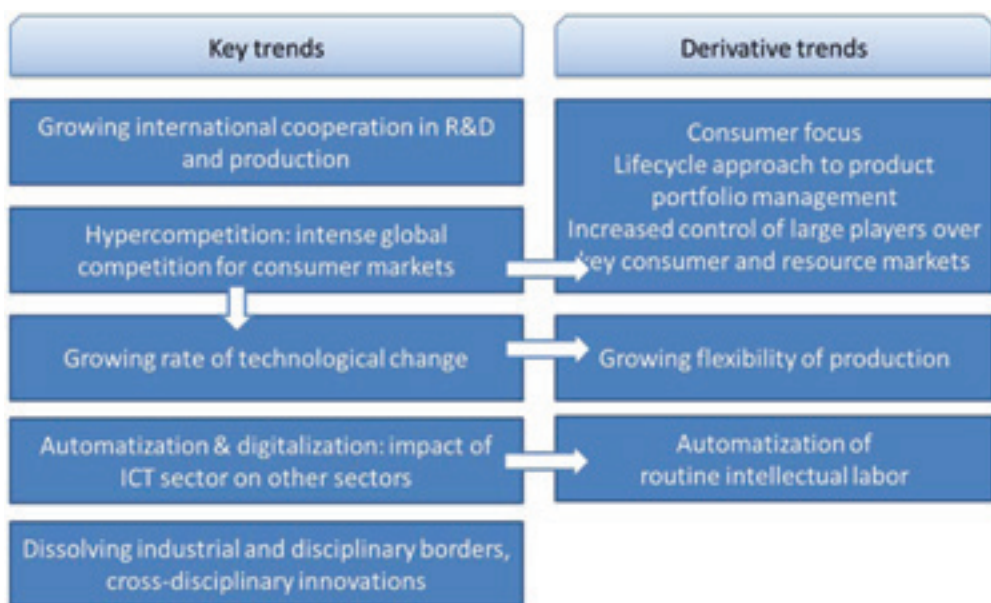 Key trends
Growing international cooperation in R&D
and production
Hypercompetition: intense global
competition for consumer markets
Growing rate of technological change
Automatization & digitalization: impact of
ICT sector on other sectors
Dissolving industrial and disciplinary borders,
cross-disciplinary innovations
Derivative trends
Consumer focus
Lifecycle approach to product
portfolio management
Increased control of large players over
key consumer and resource markets
Growing flexibility of production
Automatization of
routine intellectual labor